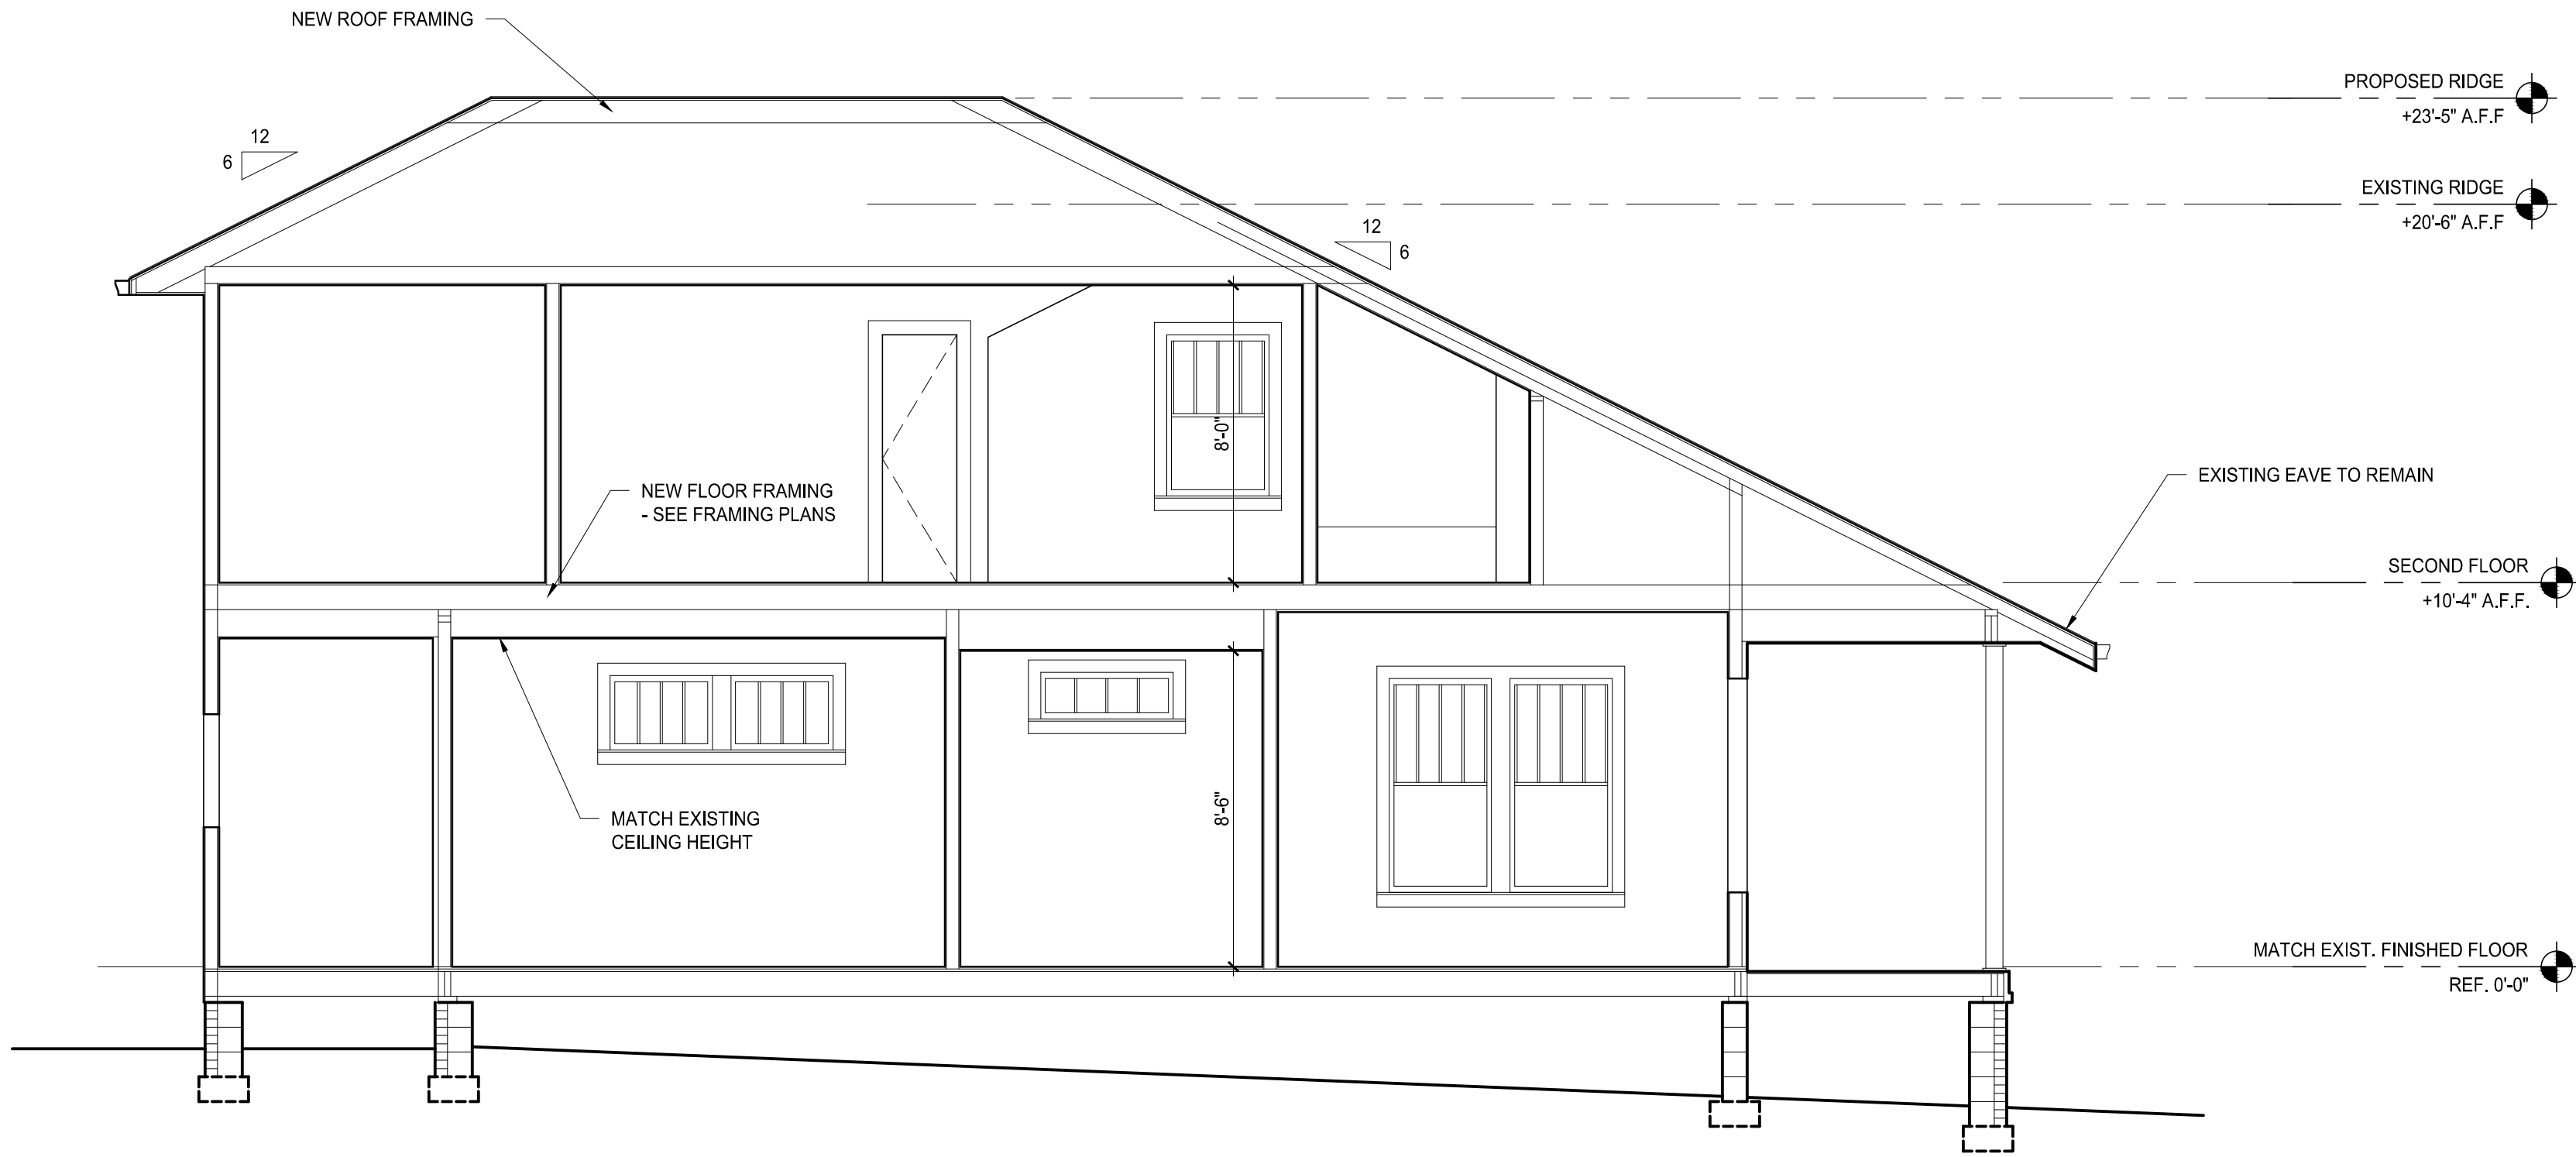 NEW ROOF FRAMING
PROPOSED RIDGE
+23'-5" A.F.F
12
6
EXISTING RIDGE
+20'-6" A.F.F
12
6
8'-0"
NEW FLOOR FRAMING
- SEE FRAMING PLANS
EXISTING EAVE TO REMAIN
SECOND FLOOR
+10'-4" A.F.F.
8'-6"
MATCH EXISTING
CEILING HEIGHT
MATCH EXIST. FINISHED FLOOR
REF. 0'-0"